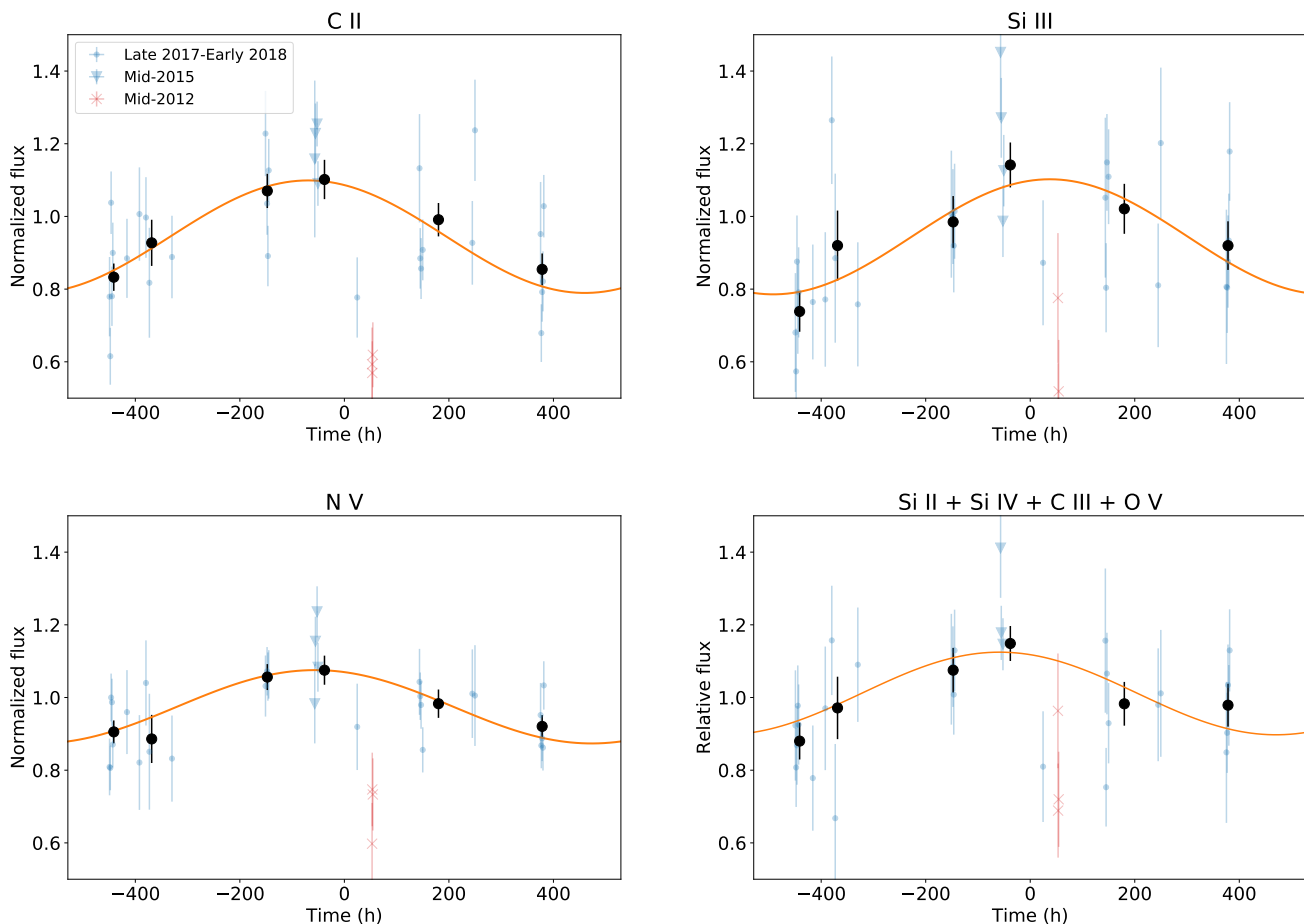 C II
Normalized flux
1.4
1.2
1.0
0.8
0.6
Late 2017-Early 2018
Mid-2015
Mid-2012
−400 −200 0 200 400
Time (h)
Si III
Normalized flux
1.4
1.2
1.0
0.8
0.6
−400 −200 0 200 400
Time (h)
N V
Normalized flux
1.4
1.2
1.0
0.8
0.6
−400 −200 0 200 400
Time (h)
Si II + Si IV + C III + O V
Relative flux
1.4
1.2
1.0
0.8
0.6
−400 −200 0 200 400
Time (h)